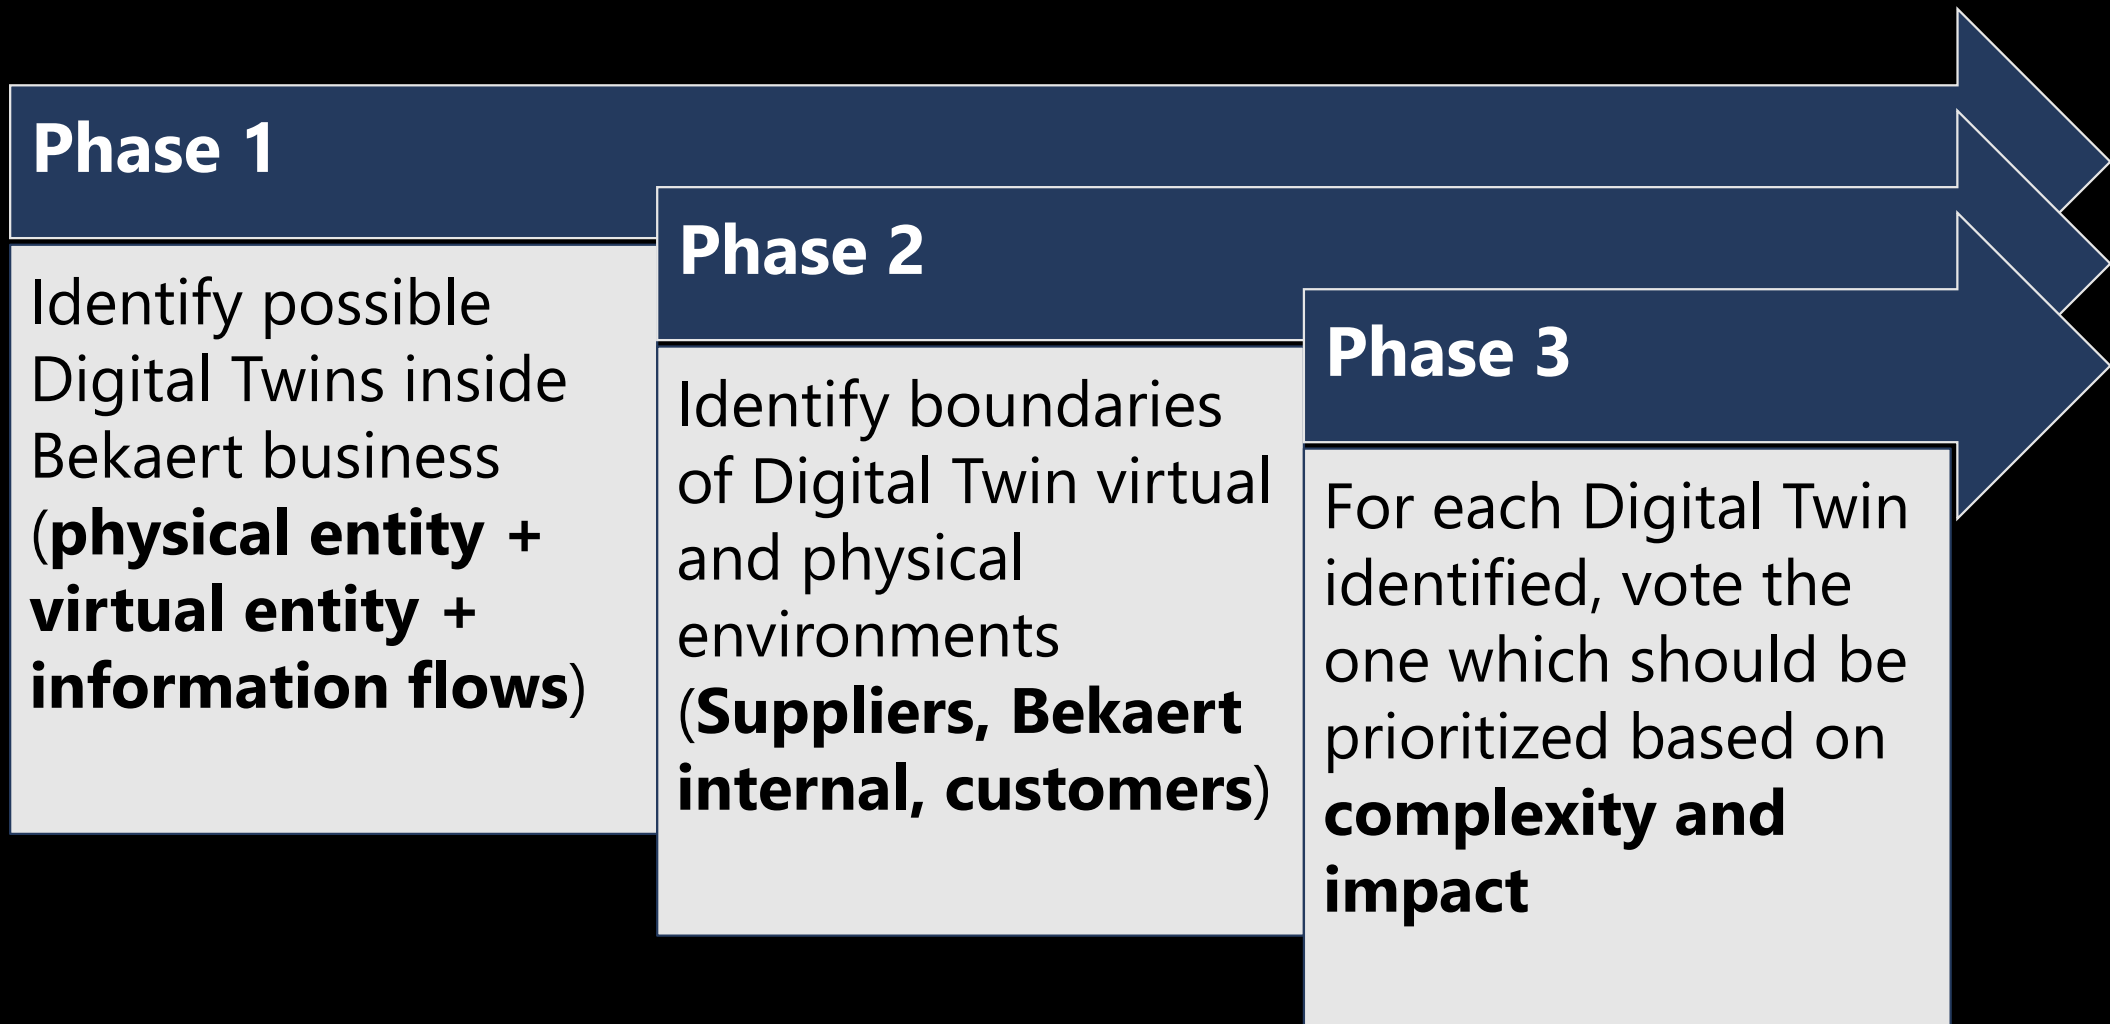 Phase 1
Identify possible
Digital Twins inside
Bekaert business
(physical entity +
virtual entity +
information flows)
Phase 2
Identify boundaries
of Digital Twin virtual
and physical
environments
(Suppliers, Bekaert
internal, customers)
Phase 3
For each Digital Twin
identified, vote the
one which should be
prioritized based on
complexity and
impact